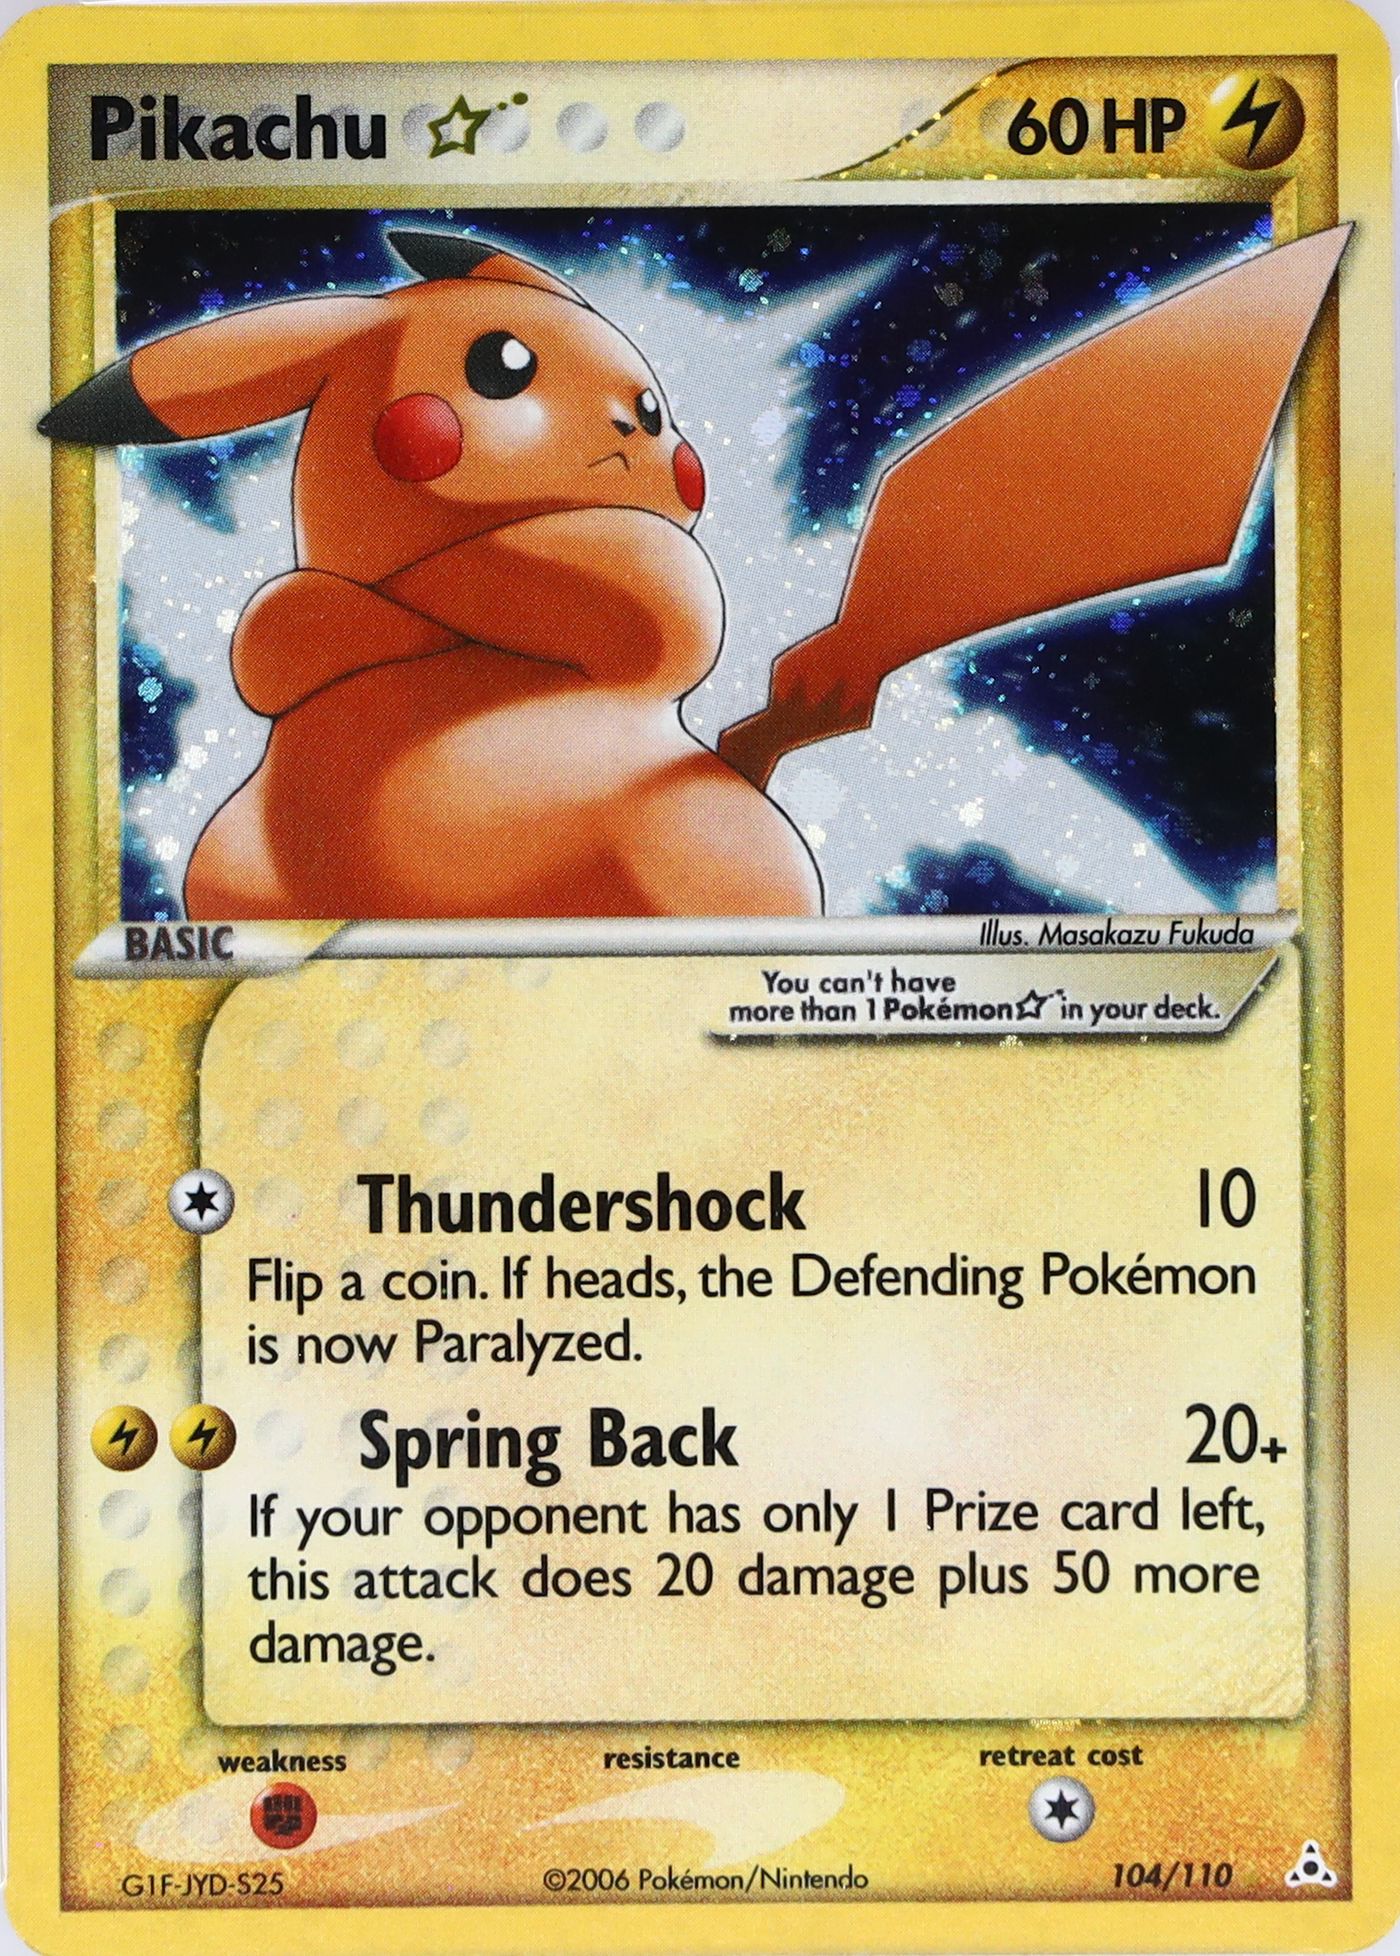 Pikachu ☆
60 HP
BASIC
Illus. Masakazu Fukuda
You can't have
more than 1 Pokémon☆ in your deck.
Thundershock 10
Flip a coin. If heads, the Defending Pokémon
is now Paralyzed.
Spring Back 20+
If your opponent has only 1 Prize card left,
this attack does 20 damage plus 50 more
damage.
weakness resistance retreat cost
G1F-JYD-S25 ©2006 Pokémon/Nintendo 104/110